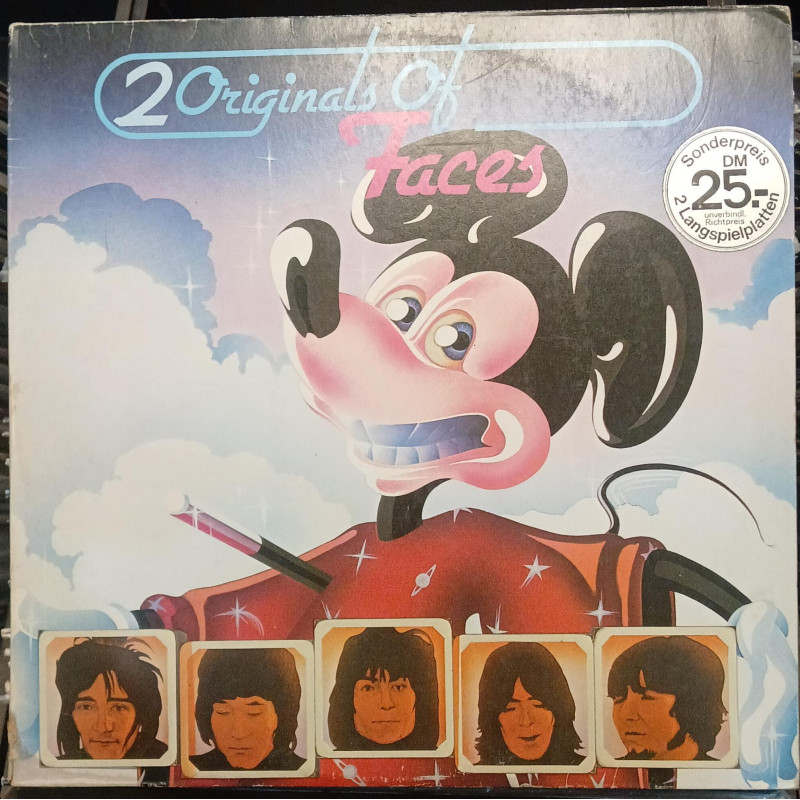 2 Originals Of
Faces
Sonderpreis
DM
25.-
unverbindl.
Richtpreis
2 Langspielplatten